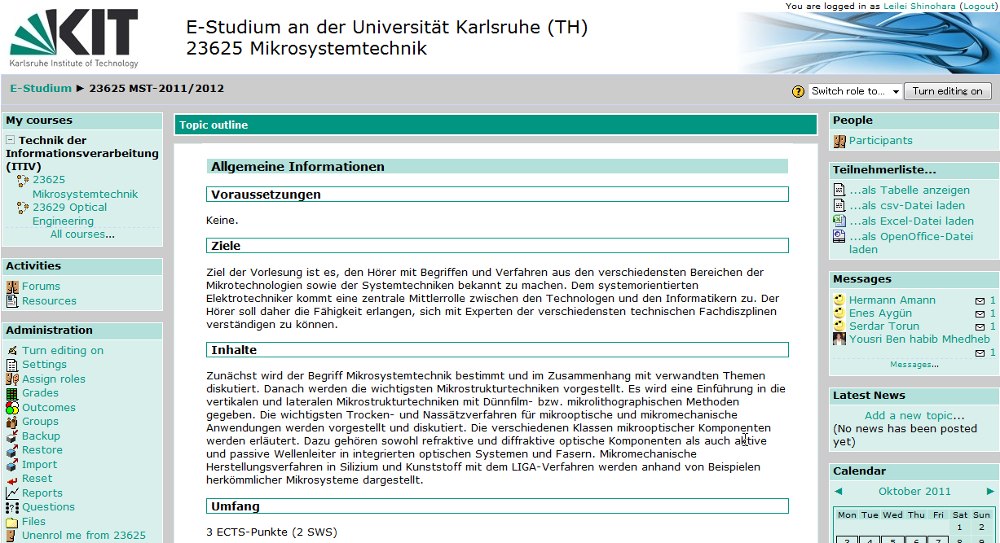 You are logged in as Leilei Shinohara (Logout)
KIT
Karlsruhe Institute of Technology
E-Studium an der Universität Karlsruhe (TH)
23625 Mikrosystemtechnik
E-Studium ► 23625 MST-2011/2012
Switch role to...
Turn editing on
My courses
Technik der
Informationsverarbeitung
(ITIV)
23625
Mikrosystemtechnik
23629 Optical
Engineering
All courses...
Activities
Forums
Resources
Administration
Turn editing on
Settings
Assign roles
Grades
Outcomes
Groups
Backup
Restore
Import
Reset
Reports
Questions
Files
Unenrol me from 23625
Topic outline
Allgemeine Informationen
Voraussetzungen
Keine.
Ziele
Ziel der Vorlesung ist es, den Hörer mit Begriffen und Verfahren aus den verschiedensten Bereichen der
Mikrotechnologien sowie der Systemtechniken bekannt zu machen. Dem systemorientierten
Elektrotechniker kommt eine zentrale Mittlerrolle zwischen den Technologen und den Informatikern zu. Der
Hörer soll daher die Fähigkeit erlangen, sich mit Experten der verschiedensten technischen Fachdiszplinen
verständigen zu können.
Inhalte
Zunächst wird der Begriff Mikrosystemtechnik bestimmt und im Zusammenhang mit verwandten Themen
diskutiert. Danach werden die wichtigsten Mikrostrukturtechniken vorgestellt. Es wird eine Einführung in die
vertikalen und lateralen Mikrostrukturtechniken mit Dünnfilm- bzw. mikrolithographischen Methoden
gegeben. Die wichtigsten Trocken- und Nassätzverfahren für mikrooptische und mikromechanische
Anwendungen werden vorgestellt und diskutiert. Die verschiedenen Klassen mikrooptischer Komponenten
werden erläutert. Dazu gehören sowohl refraktive und diffraktive optische Komponenten als auch aktive
und passive Wellenleiter in integrierten optischen Systemen und Fasern. Mikromechanische
Herstellungsverfahren in Silizium und Kunststoff mit dem LIGA-Verfahren werden anhand von Beispielen
herkömmlicher Mikrosysteme dargestellt.
Umfang
3 ECTS-Punkte (2 SWS)
People
Participants
Teilnehmerliste...
...als Tabelle anzeigen
...als csv-Datei laden
...als Excel-Datei laden
...als OpenOffice-Datei
laden
Messages
Hermann Amann 1
Enes Aygün 1
Serdar Torun 1
Yousri Ben habib Mhedheb
1
Messages...
Latest News
Add a new topic...
(No news has been posted
yet)
Calendar
◄ Oktober 2011 ►
Mon Tue Wed Thu Fri Sat Sun
1 2
3 4 5 6 7 8 9